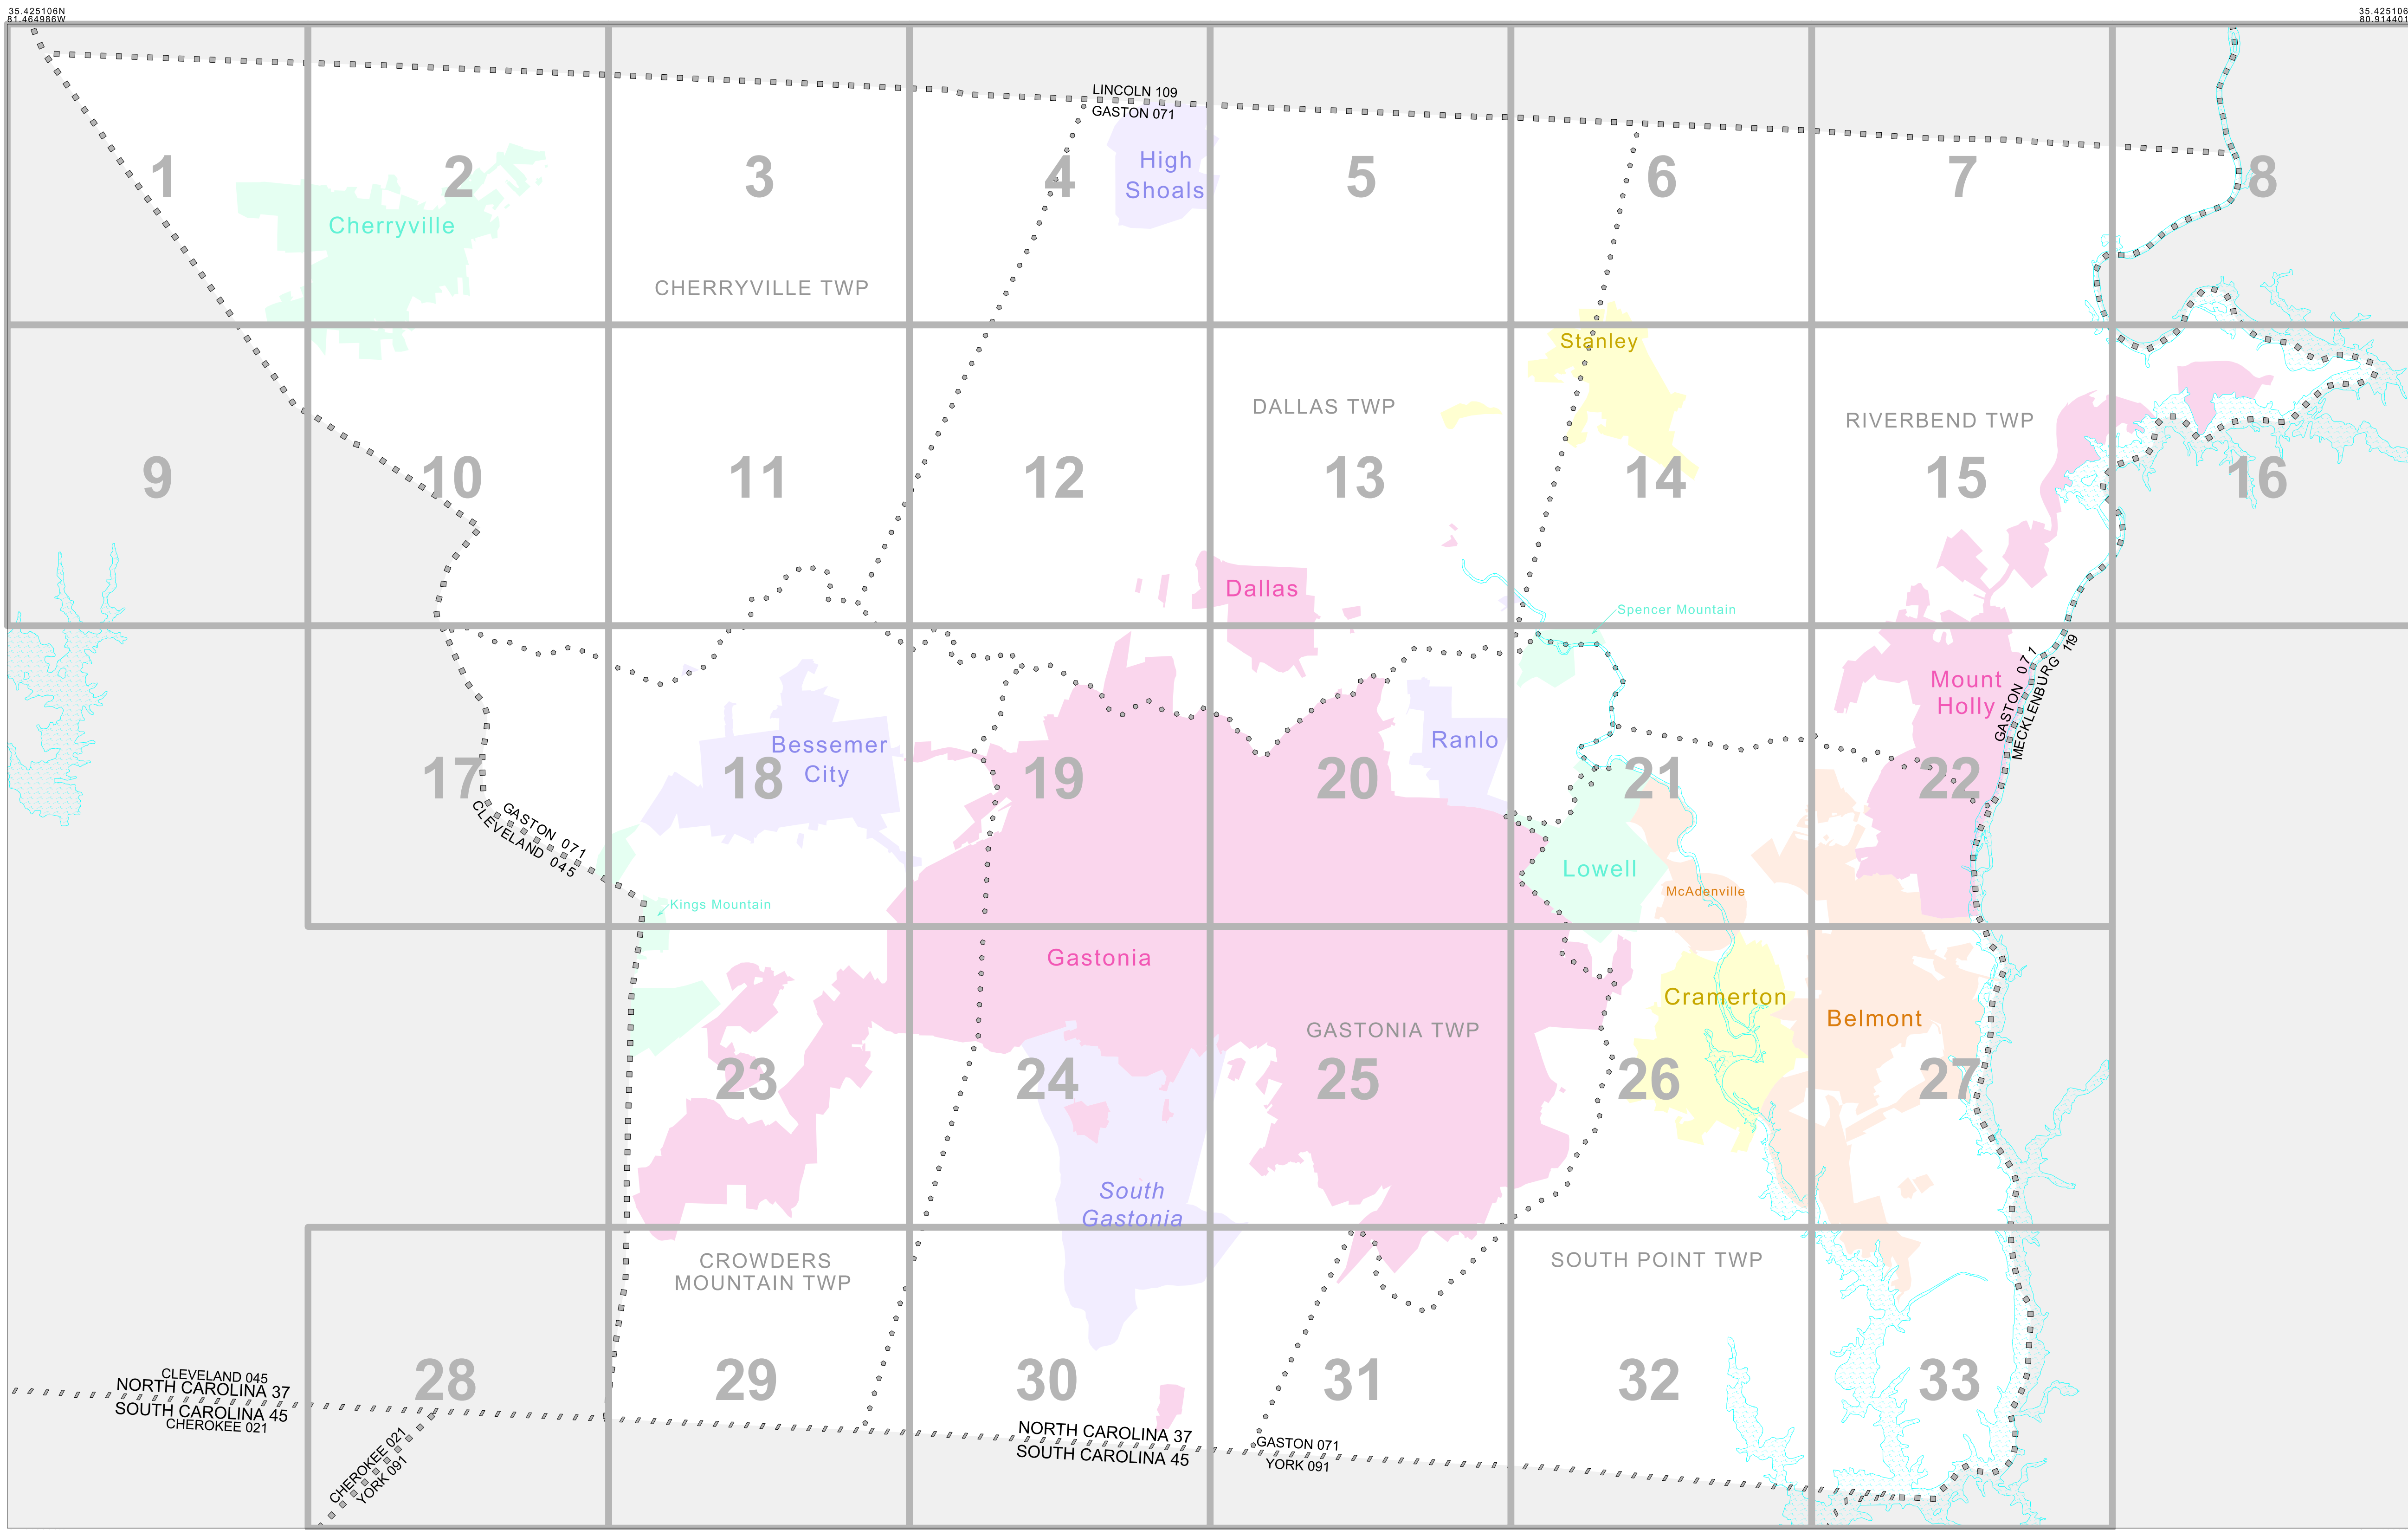 35.425106N
81.464986W
35.425106
80.914401
LINCOLN 109
GASTON 071
1
2
3
4
5
6
7
8
High
Shoals
Cherryville
CHERRYVILLE TWP
Stanley
DALLAS TWP
RIVERBEND TWP
9
10
11
12
13
14
15
16
Dallas
Spencer Mountain
GASTON 071
MECKLENBURG 119
Mount
Holly
Bessemer
City
Ranlo
17
18
19
20
21
22
GASTON 071
CLEVELAND 045
Lowell
McAdenville
Kings Mountain
Gastonia
Cramerton
Belmont
GASTONIA TWP
23
24
25
26
27
South
Gastonia
CROWDERS
MOUNTAIN TWP
SOUTH POINT TWP
28
29
30
31
32
33
CLEVELAND 045
NORTH CAROLINA 37
SOUTH CAROLINA 45
CHEROKEE 021
CHEROKEE 021
YORK 091
NORTH CAROLINA 37
SOUTH CAROLINA 45
GASTON 071
YORK 091